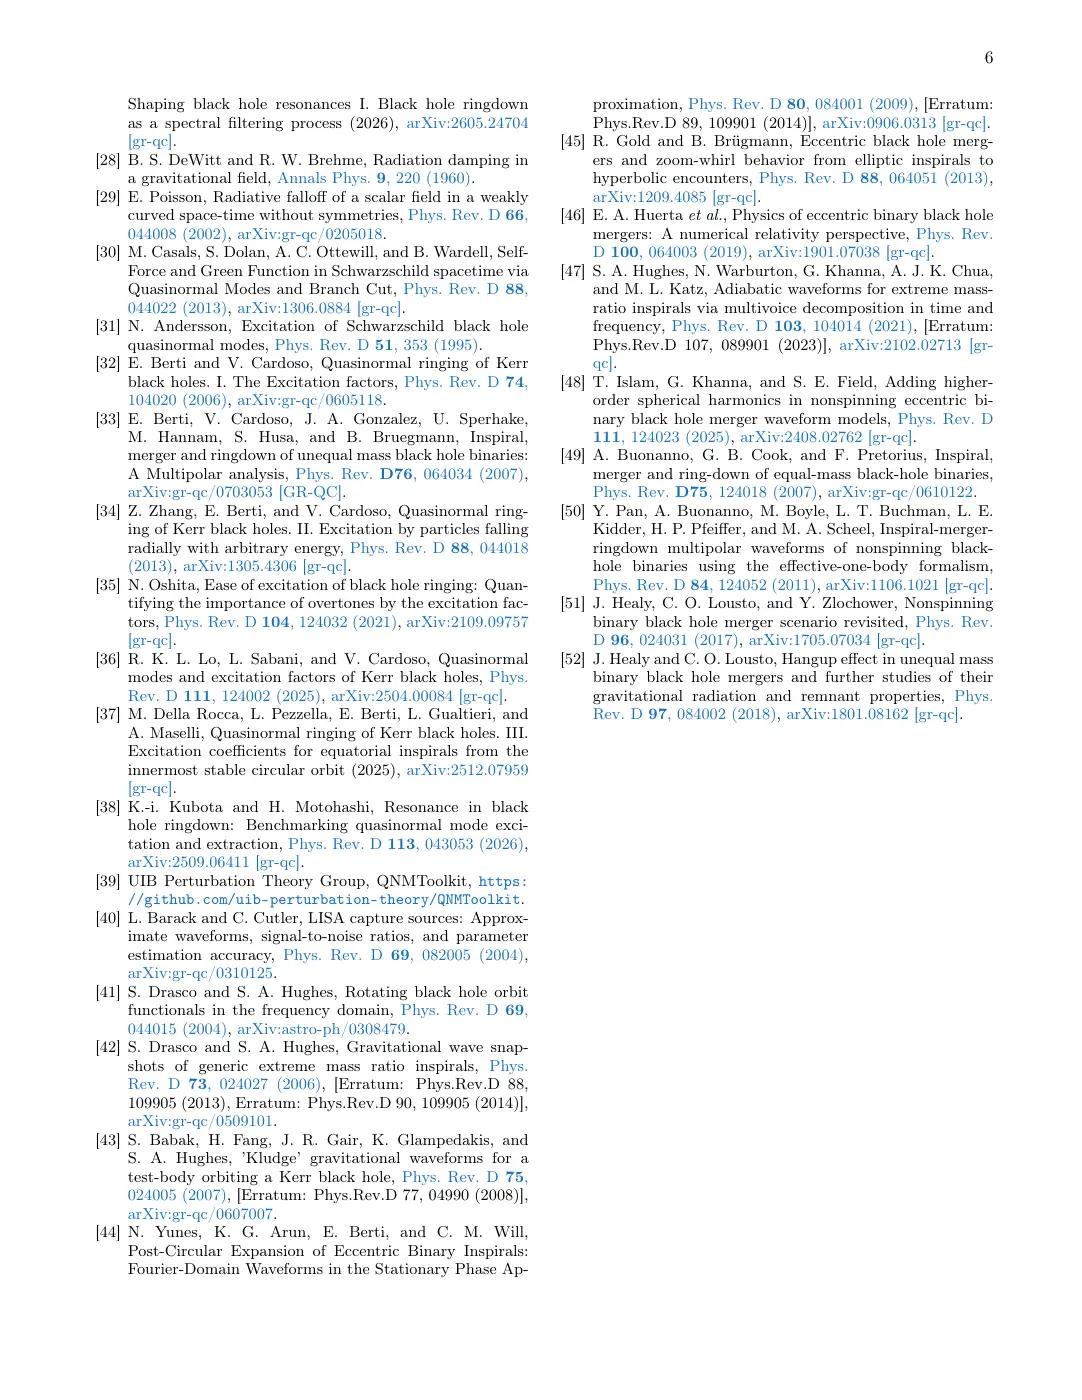 6
Shaping black hole resonances I. Black hole ringdown
as a spectral filtering process (2026), arXiv:2605.24704
[gr-qc].
[28] B. S. DeWitt and R. W. Brehme, Radiation damping in
a gravitational field, Annals Phys. 9, 220 (1960).
[29] E. Poisson, Radiative falloff of a scalar field in a weakly
curved space-time without symmetries, Phys. Rev. D 66,
044008 (2002), arXiv:gr-qc/0205018.
[30] M. Casals, S. Dolan, A. C. Ottewill, and B. Wardell, Self-
Force and Green Function in Schwarzschild spacetime via
Quasinormal Modes and Branch Cut, Phys. Rev. D 88,
044022 (2013), arXiv:1306.0884 [gr-qc].
[31] N. Andersson, Excitation of Schwarzschild black hole
quasinormal modes, Phys. Rev. D 51, 353 (1995).
[32] E. Berti and V. Cardoso, Quasinormal ringing of Kerr
black holes. I. The Excitation factors, Phys. Rev. D 74,
104020 (2006), arXiv:gr-qc/0605118.
[33] E. Berti, V. Cardoso, J. A. Gonzalez, U. Sperhake,
M. Hannam, S. Husa, and B. Bruegmann, Inspiral,
merger and ringdown of unequal mass black hole binaries:
A Multipolar analysis, Phys. Rev. D76, 064034 (2007),
arXiv:gr-qc/0703053 [GR-QC].
[34] Z. Zhang, E. Berti, and V. Cardoso, Quasinormal ring-
ing of Kerr black holes. II. Excitation by particles falling
radially with arbitrary energy, Phys. Rev. D 88, 044018
(2013), arXiv:1305.4306 [gr-qc].
[35] N. Oshita, Ease of excitation of black hole ringing: Quan-
tifying the importance of overtones by the excitation fac-
tors, Phys. Rev. D 104, 124032 (2021), arXiv:2109.09757
[gr-qc].
[36] R. K. L. Lo, L. Sabani, and V. Cardoso, Quasinormal
modes and excitation factors of Kerr black holes, Phys.
Rev. D 111, 124002 (2025), arXiv:2504.00084 [gr-qc].
[37] M. Della Rocca, L. Pezzella, E. Berti, L. Gualtieri, and
A. Maselli, Quasinormal ringing of Kerr black holes. III.
Excitation coefficients for equatorial inspirals from the
innermost stable circular orbit (2025), arXiv:2512.07959
[gr-qc].
[38] K.-i. Kubota and H. Motohashi, Resonance in black
hole ringdown: Benchmarking quasinormal mode exci-
tation and extraction, Phys. Rev. D 113, 043053 (2026),
arXiv:2509.06411 [gr-qc].
[39] UIB Perturbation Theory Group, QNMToolkit, https:
//github.com/uib-perturbation-theory/QNMToolkit.
[40] L. Barack and C. Cutler, LISA capture sources: Approx-
imate waveforms, signal-to-noise ratios, and parameter
estimation accuracy, Phys. Rev. D 69, 082005 (2004),
arXiv:gr-qc/0310125.
[41] S. Drasco and S. A. Hughes, Rotating black hole orbit
functionals in the frequency domain, Phys. Rev. D 69,
044015 (2004), arXiv:astro-ph/0308479.
[42] S. Drasco and S. A. Hughes, Gravitational wave snap-
shots of generic extreme mass ratio inspirals, Phys.
Rev. D 73, 024027 (2006), [Erratum: Phys.Rev.D 88,
109905 (2013), Erratum: Phys.Rev.D 90, 109905 (2014)],
arXiv:gr-qc/0509101.
[43] S. Babak, H. Fang, J. R. Gair, K. Glampedakis, and
S. A. Hughes, 'Kludge' gravitational waveforms for a
test-body orbiting a Kerr black hole, Phys. Rev. D 75,
024005 (2007), [Erratum: Phys.Rev.D 77, 04990 (2008)],
arXiv:gr-qc/0607007.
[44] N. Yunes, K. G. Arun, E. Berti, and C. M. Will,
Post-Circular Expansion of Eccentric Binary Inspirals:
Fourier-Domain Waveforms in the Stationary Phase Ap-
proximation, Phys. Rev. D 80, 084001 (2009), [Erratum:
Phys.Rev.D 89, 109901 (2014)], arXiv:0906.0313 [gr-qc].
[45] R. Gold and B. Brügmann, Eccentric black hole merg-
ers and zoom-whirl behavior from elliptic inspirals to
hyperbolic encounters, Phys. Rev. D 88, 064051 (2013),
arXiv:1209.4085 [gr-qc].
[46] E. A. Huerta et al., Physics of eccentric binary black hole
mergers: A numerical relativity perspective, Phys. Rev.
D 100, 064003 (2019), arXiv:1901.07038 [gr-qc].
[47] S. A. Hughes, N. Warburton, G. Khanna, A. J. K. Chua,
and M. L. Katz, Adiabatic waveforms for extreme mass-
ratio inspirals via multivoice decomposition in time and
frequency, Phys. Rev. D 103, 104014 (2021), [Erratum:
Phys.Rev.D 107, 089901 (2023)], arXiv:2102.02713 [gr-
qc].
[48] T. Islam, G. Khanna, and S. E. Field, Adding higher-
order spherical harmonics in nonspinning eccentric bi-
nary black hole merger waveform models, Phys. Rev. D
111, 124023 (2025), arXiv:2408.02762 [gr-qc].
[49] A. Buonanno, G. B. Cook, and F. Pretorius, Inspiral,
merger and ring-down of equal-mass black-hole binaries,
Phys. Rev. D75, 124018 (2007), arXiv:gr-qc/0610122.
[50] Y. Pan, A. Buonanno, M. Boyle, L. T. Buchman, L. E.
Kidder, H. P. Pfeiffer, and M. A. Scheel, Inspiral-merger-
ringdown multipolar waveforms of nonspinning black-
hole binaries using the effective-one-body formalism,
Phys. Rev. D 84, 124052 (2011), arXiv:1106.1021 [gr-qc].
[51] J. Healy, C. O. Lousto, and Y. Zlochower, Nonspinning
binary black hole merger scenario revisited, Phys. Rev.
D 96, 024031 (2017), arXiv:1705.07034 [gr-qc].
[52] J. Healy and C. O. Lousto, Hangup effect in unequal mass
binary black hole mergers and further studies of their
gravitational radiation and remnant properties, Phys.
Rev. D 97, 084002 (2018), arXiv:1801.08162 [gr-qc].